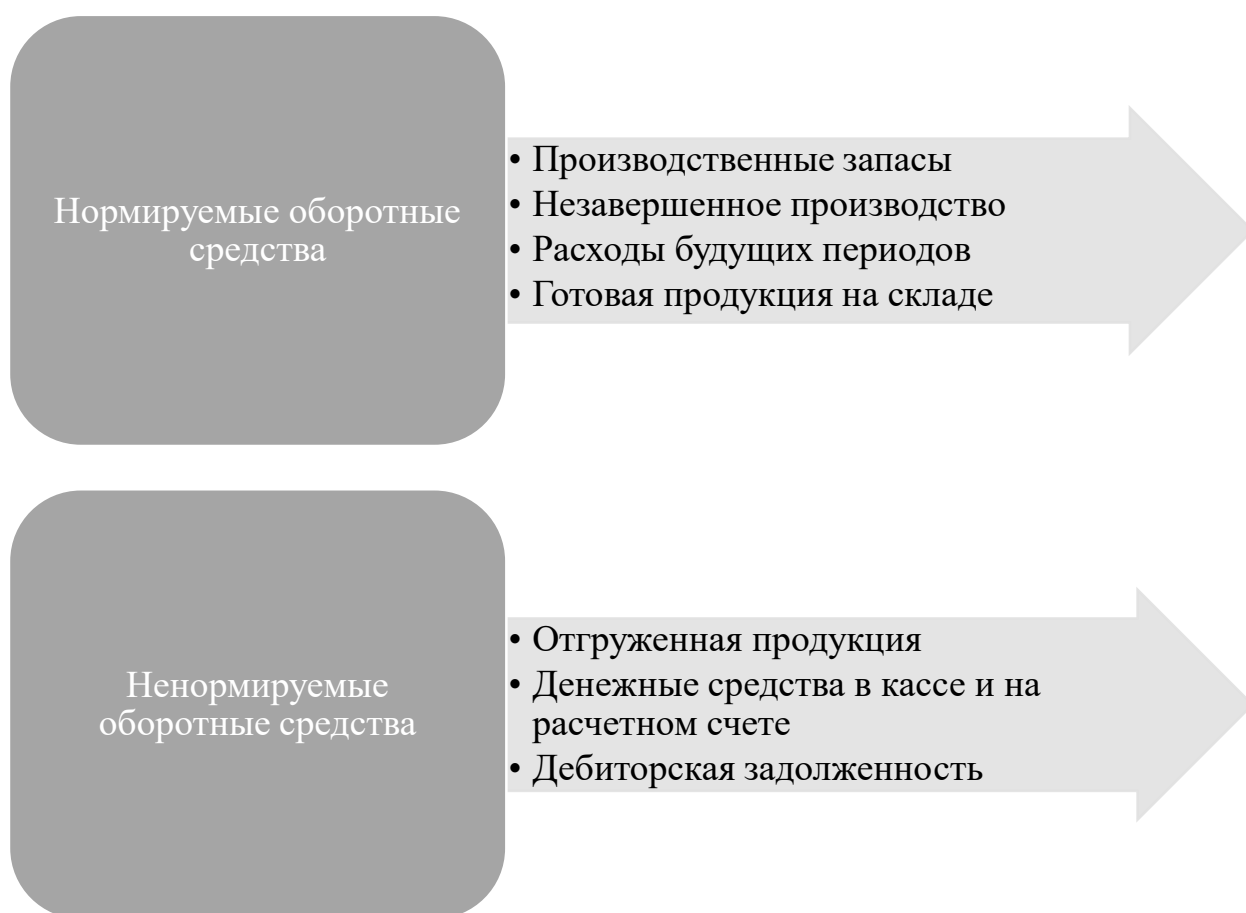 Нормируемые оборотные
средства
• Производственные запасы
• Незавершенное производство
• Расходы будущих периодов
• Готовая продукция на складе
Ненормируемые
оборотные средства
• Отгруженная продукция
• Денежные средства в кассе и на
расчетном счете
• Дебиторская задолженность